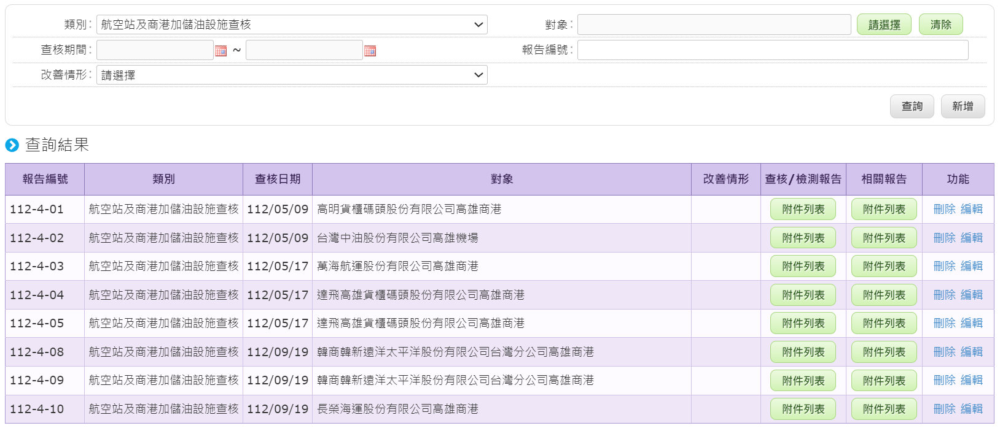 類別： 航空站及商港加儲油設施查核 對象： 請選擇 清除
查核期間： ~ 報告編號：
改善情形： 請選擇
查詢 新增
查詢結果
報告編號 類別 查核日期 對象 改善情形 查核/檢測報告 相關報告 功能
112-4-01 航空站及商港加儲油設施查核 112/05/09 高明貨櫃碼頭股份有限公司高雄商港 附件列表 附件列表 刪除 編輯
112-4-02 航空站及商港加儲油設施查核 112/05/09 台灣中油股份有限公司高雄機場 附件列表 附件列表 刪除 編輯
112-4-03 航空站及商港加儲油設施查核 112/05/17 萬海航運股份有限公司高雄商港 附件列表 附件列表 刪除 編輯
112-4-04 航空站及商港加儲油設施查核 112/05/17 達飛高雄貨櫃碼頭股份有限公司高雄商港 附件列表 附件列表 刪除 編輯
112-4-05 航空站及商港加儲油設施查核 112/05/17 達飛高雄貨櫃碼頭股份有限公司高雄商港 附件列表 附件列表 刪除 編輯
112-4-08 航空站及商港加儲油設施查核 112/09/19 韓商韓新遠洋太平洋股份有限公司台灣分公司高雄商港 附件列表 附件列表 刪除 編輯
112-4-09 航空站及商港加儲油設施查核 112/09/19 韓商韓新遠洋太平洋股份有限公司台灣分公司高雄商港 附件列表 附件列表 刪除 編輯
112-4-10 航空站及商港加儲油設施查核 112/09/19 長榮海運股份有限公司高雄商港 附件列表 附件列表 刪除 編輯